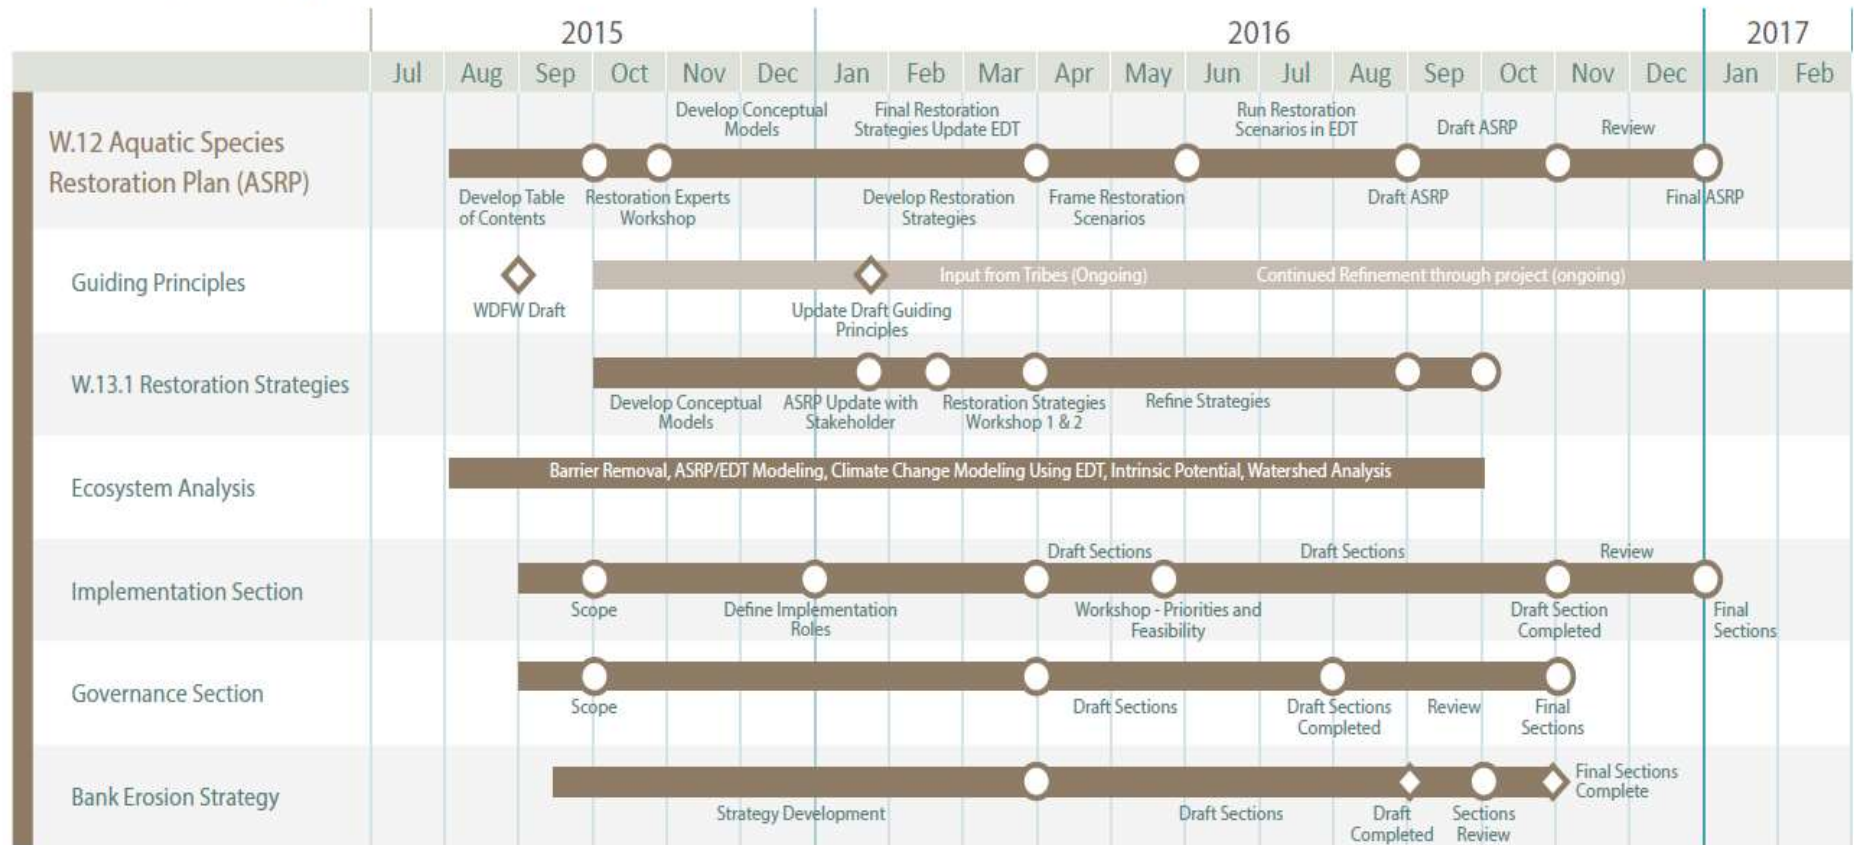 2015 2016 2017
Jul Aug Sep Oct Nov Dec Jan Feb Mar Apr May Jun Jul Aug Sep Oct Nov Dec Jan Feb
W.12 Aquatic Species
Restoration Plan (ASRP)
Develop Conceptual
Models
Final Restoration
Strategies Update EDT
Run Restoration
Scenarios in EDT
Draft ASRP
Review
Develop Table
of Contents
Restoration Experts
Workshop
Develop Restoration
Strategies
Frame Restoration
Scenarios
Draft ASRP
Final ASRP
Guiding Principles
Input from Tribes (Ongoing)
Continued Refinement through project (ongoing)
WDFW Draft
Update Draft Guiding
Principles
W.13.1 Restoration Strategies
Develop Conceptual
Models
ASRP Update with
Stakeholder
Restoration Strategies
Workshop 1 & 2
Refine Strategies
Ecosystem Analysis
Barrier Removal, ASRP/EDT Modeling, Climate Change Modeling Using EDT, Intrinsic Potential, Watershed Analysis
Implementation Section
Draft Sections
Draft Sections
Review
Scope
Define Implementation
Roles
Workshop - Priorities and
Feasibility
Draft Section
Completed
Final
Sections
Governance Section
Scope
Draft Sections
Draft Sections
Completed
Review
Final
Sections
Bank Erosion Strategy
Final Sections
Complete
Strategy Development
Draft Sections
Draft
Completed
Sections
Review